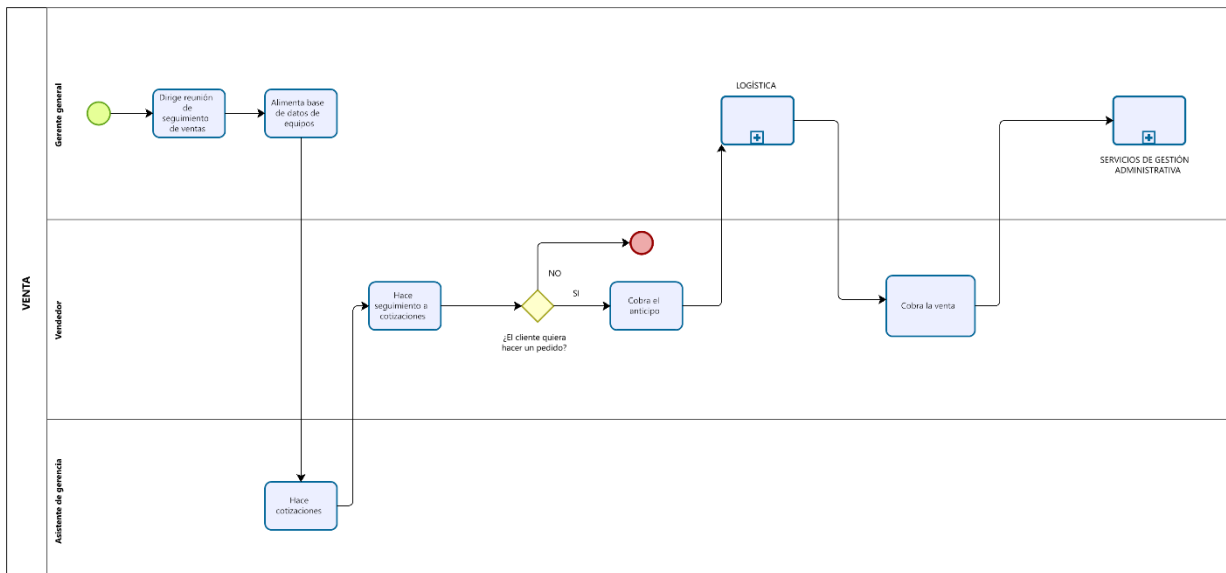 VENTA
Gerente general
Dirige reunión
de
seguimiento
de ventas
Alimenta base
de datos de
equipos
LOGÍSTICA
SERVICIOS DE GESTIÓN
ADMINISTRATIVA
Vendedor
Hace
seguimiento a
cotizaciones
NO
SI
¿El cliente quiera
hacer un pedido?
Cobra el
anticipo
Cobra la venta
Asistente de gerencia
Hace
cotizaciones